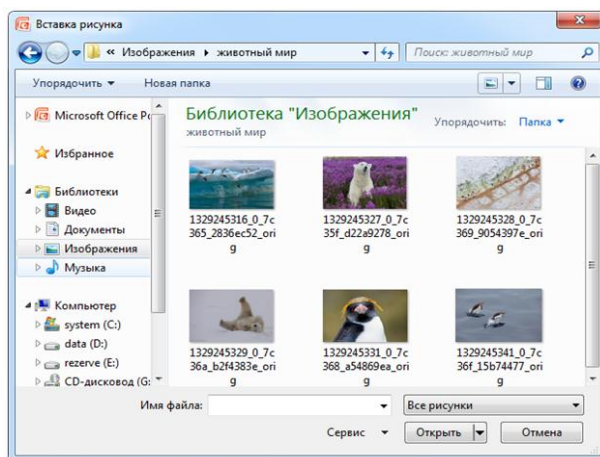 Вставка рисунка
« Изображения ▸ животный мир
Поиск: животный мир
Упорядочить Новая папка
Microsoft Office Po
Избранное
Библиотеки
Видео
Документы
Изображения
Музыка
Компьютер
system (C:)
data (D:)
rezerve (E:)
CD-дисковод (G:
Библиотека "Изображения"
животный мир
Упорядочить: Папка
1329245316_0_7c
365_2836ec52_ori
g
1329245327_0_7c
35f_d22a9278_ori
g
1329245328_0_7c
369_9054397e_ori
g
1329245329_0_7c
36a_b2f4383e_ori
g
1329245331_0_7c
368_a54869ea_ori
g
1329245341_0_7c
36f_15b74477_ori
g
Имя файла:
Все рисунки
Сервис Открыть Отмена